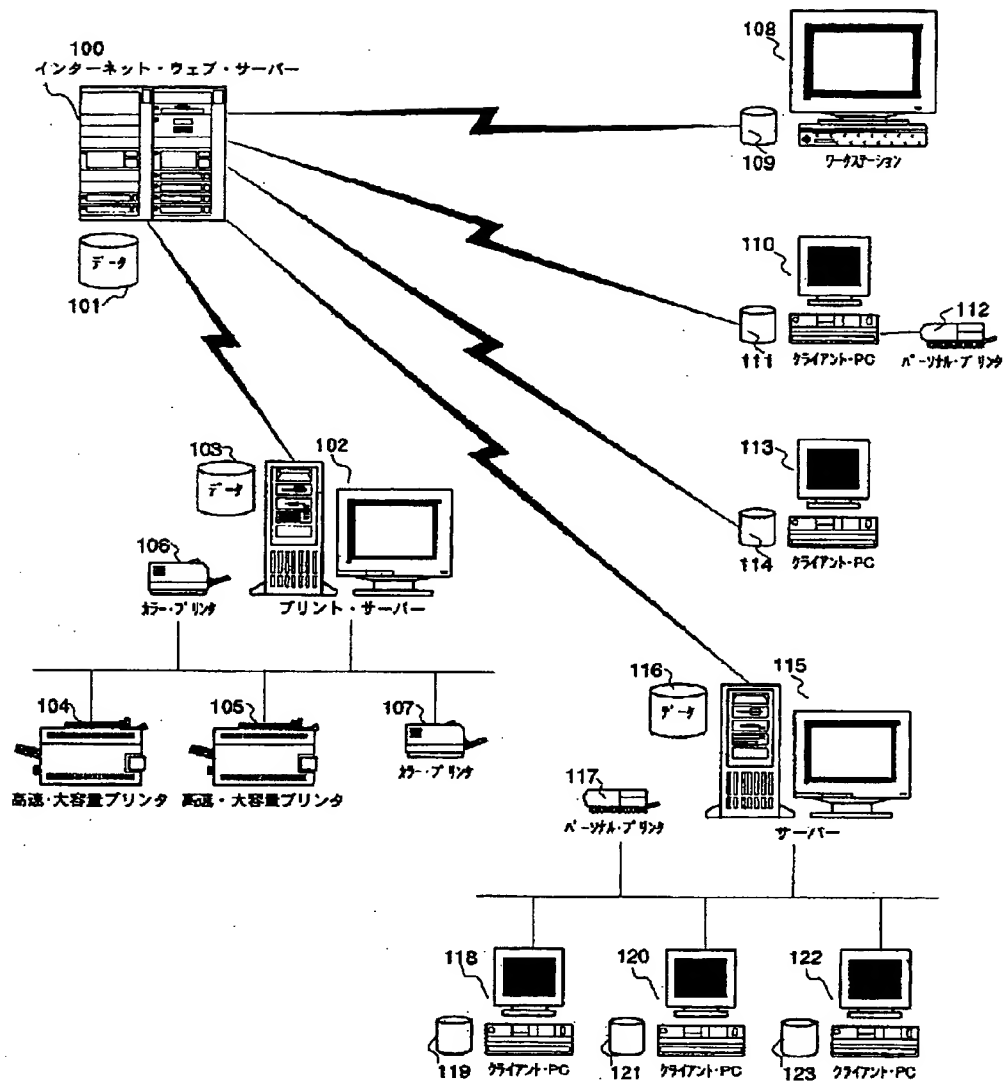 100
インターネット・ウェブ・サーバー
データ
101
108
109
ワークステーション
110
111
クライアント・PC
112
パーソナル・プリンタ
113
114
クライアント・PC
103
データ
102
プリント・サーバー
106
カラー・プリンタ
104
高速・大容量プリンタ
105
高速・大容量プリンタ
107
カラー・プリンタ
116
データ
115
サーバー
117
パーソナル・プリンタ
118
119
クライアント・PC
120
121
クライアント・PC
122
123
クライアント・PC